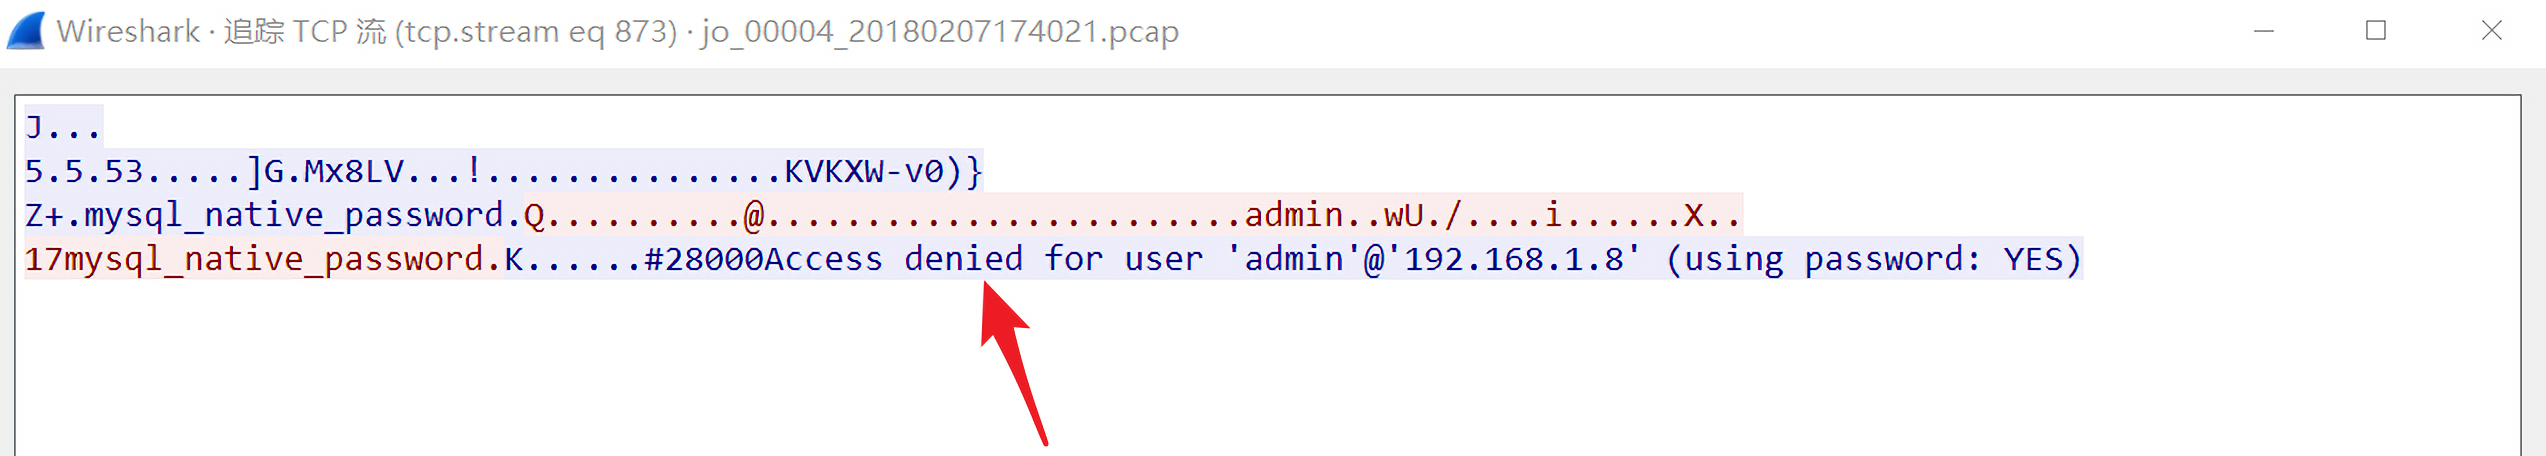 Wireshark · 追踪 TCP 流 (tcp.stream eq 873) · jo_00004_20180207174021.pcap
J...
5.5.53.....]G.Mx8LV...!...............KVKXW-v0)}
Z+.mysql_native_password.Q..........@........................admin..wU./....i......X..
17mysql_native_password.K......#28000Access denied for user 'admin'@'192.168.1.8' (using password: YES)